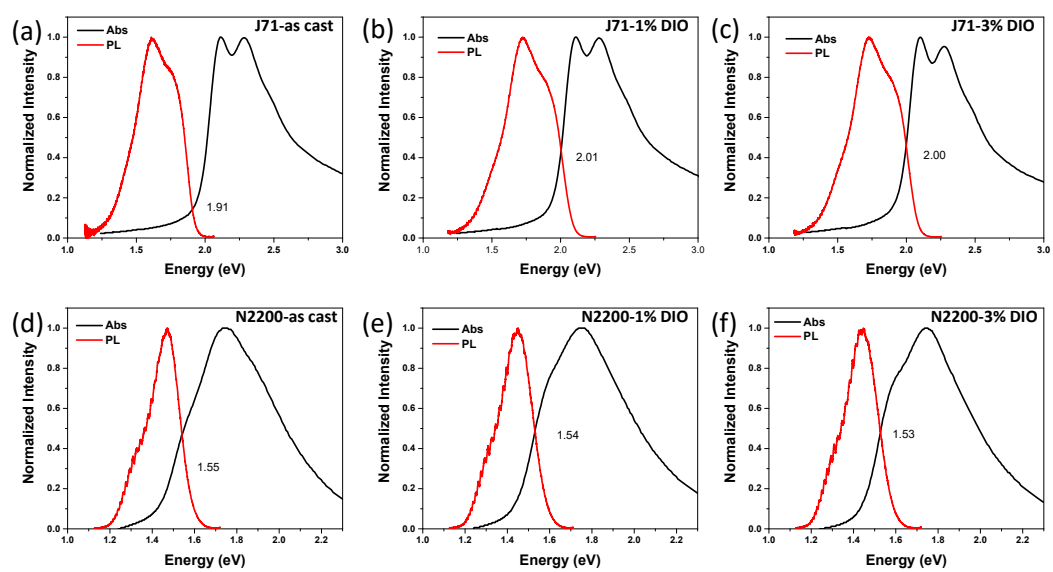 (a)
J71-as cast
Abs
PL
1.91
Normalized Intensity
0.0
0.2
0.4
0.6
0.8
1.0
1.0 1.5 2.0 2.5 3.0
Energy (eV)
(b)
J71-1% DIO
Abs
PL
2.01
Normalized Intensity
0.0
0.2
0.4
0.6
0.8
1.0
1.0 1.5 2.0 2.5 3.0
Energy (eV)
(c)
J71-3% DIO
Abs
PL
2.00
Normalized Intensity
0.0
0.2
0.4
0.6
0.8
1.0
1.0 1.5 2.0 2.5 3.0
Energy (eV)
(d)
N2200-as cast
Abs
PL
1.55
Normalized Intensity
0.0
0.2
0.4
0.6
0.8
1.0
1.0 1.2 1.4 1.6 1.8 2.0 2.2
Energy (eV)
(e)
N2200-1% DIO
Abs
PL
1.54
Normalized Intensity
0.0
0.2
0.4
0.6
0.8
1.0
1.0 1.2 1.4 1.6 1.8 2.0 2.2
Energy (eV)
(f)
N2200-3% DIO
Abs
PL
1.53
Normalized Intensity
0.0
0.2
0.4
0.6
0.8
1.0
1.0 1.2 1.4 1.6 1.8 2.0 2.2
Energy (eV)